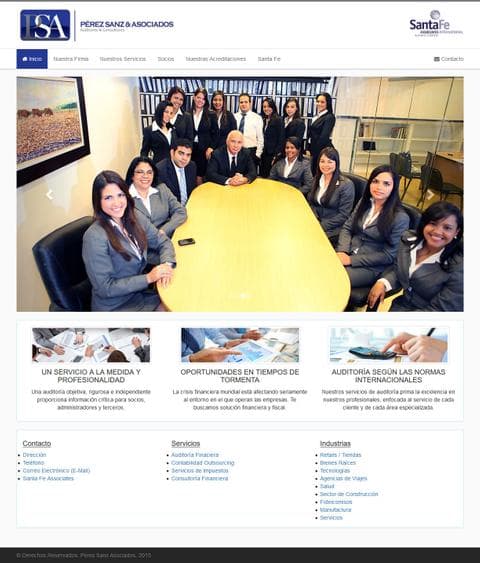 PSA
PÉREZ SANZ & ASOCIADOS
Auditores & Consultores
SantaFe
ASSOCIATES INTERNATIONAL
Inicio
Nuestra Firma
Nuestros Servicios
Socios
Nuestras Acreditaciones
Santa Fe
Contacto
UN SERVICIO A LA MEDIDA Y
PROFESIONALIDAD
Una auditoría objetiva, rigurosa e independiente
proporciona información crítica para socios,
administradores y terceros.
OPORTUNIDADES EN TIEMPOS DE
TORMENTA
La crisis financiera mundial está afectando seriamente
al entorno en el que operan las empresas. Te
buscamos solución financiera y fiscal.
AUDITORÍA SEGÚN LAS NORMAS
INTERNACIONALES
Nuestros servicios de auditoría prima la excelencia en
nuestros profesionales, enfocada al servicio de cada
cliente y de cada área especializada.
Contacto
Dirección
Teléfono
Correo Electrónico (E-Mail)
Santa Fe Associates
Servicios
Auditoría Financiera
Contabilidad Outsourcing
Servicios de Impuestos
Consultoría Financiera
Industrias
Retails / Tiendas
Bienes Raíces
Tecnologías
Agencias de Viajes
Salud
Sector de Construcción
Fideicomisos
Manufactura
Servicios
© Derechos Reservados. Pérez Sanz Asociados, 2015